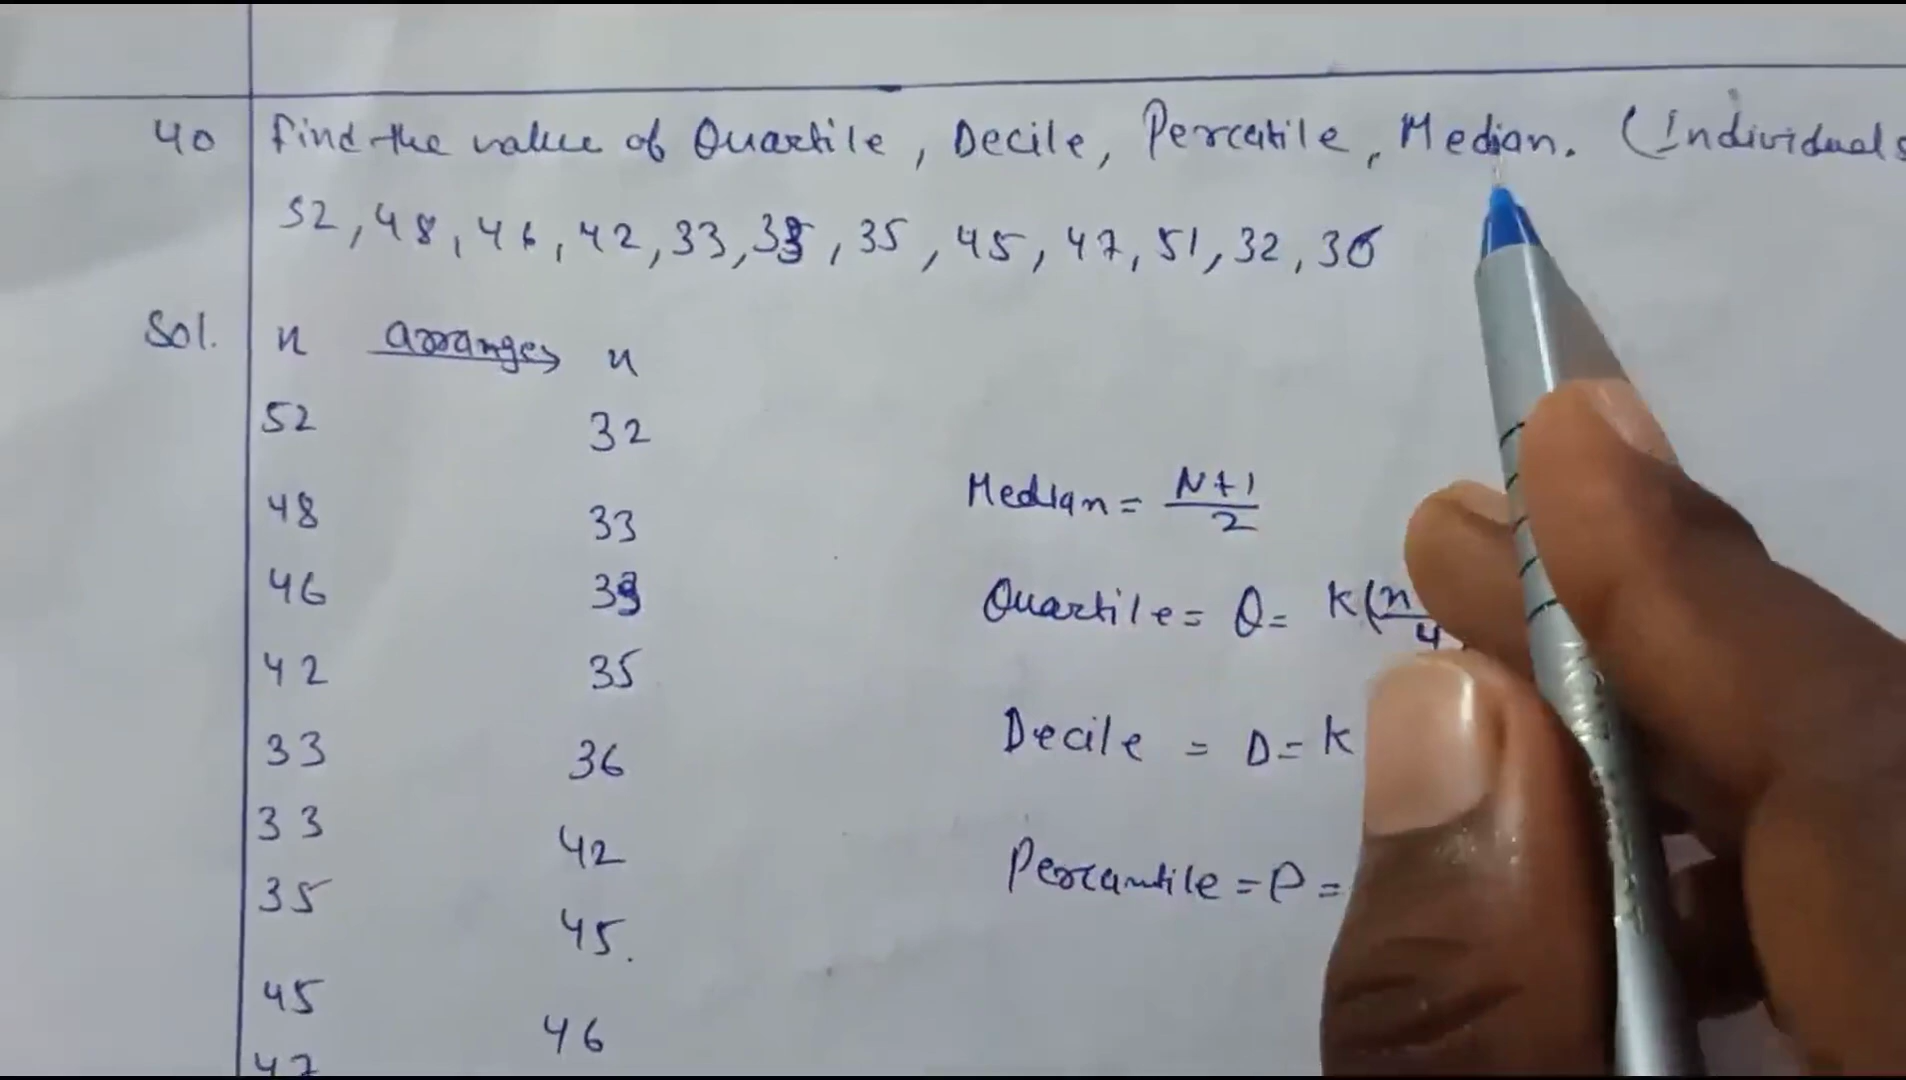 40 Find the value of Quartile, Decile, Percatile, Median. (Individuals
52, 48, 46, 42, 33, 33, 35, 45, 47, 51, 32, 36
Sol. x arranges x
52 32
48 33
46 33
42 35
33 36
33 42
35 45.
45 46
47
Median = N+1/2
Quartile = Q = K(n/4
Decile = D = K
Percantile = P =